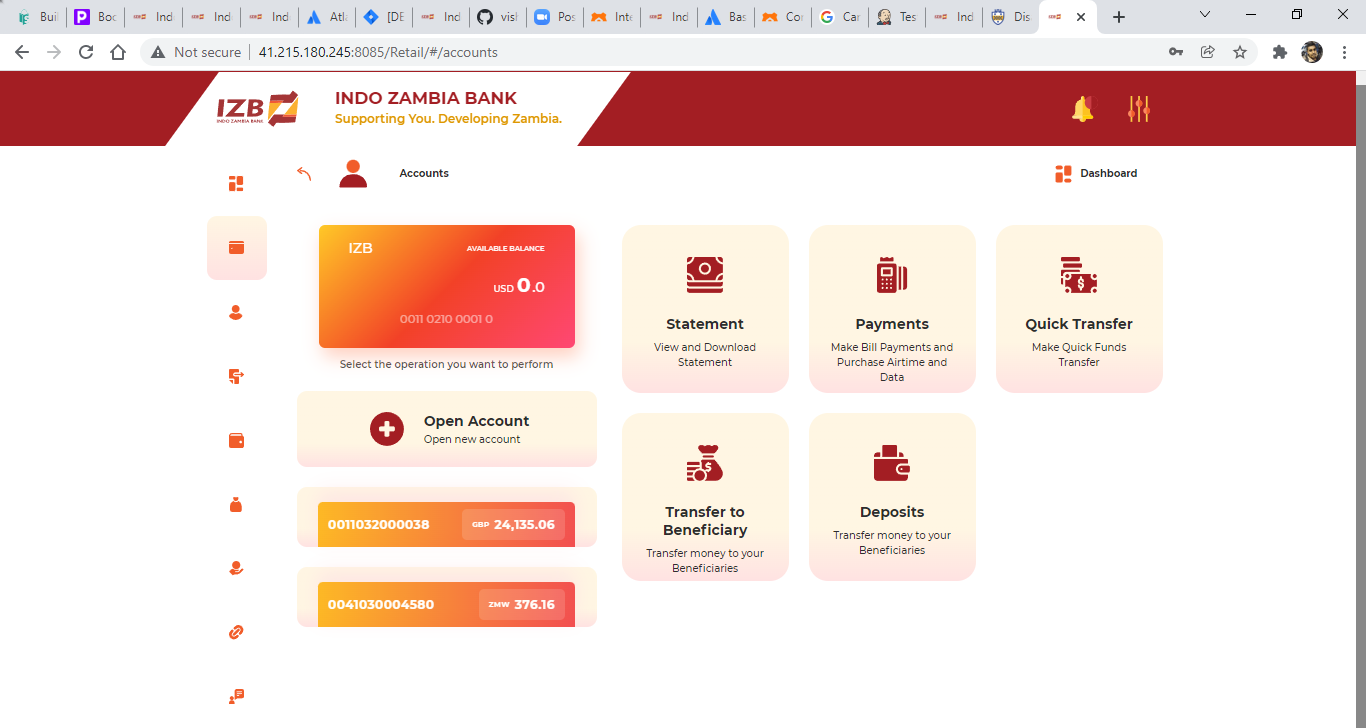 Bui
Boc
Ind
Ind
Ind
Atl
[DE
Ind
visl
Pos
Inte
Ind
Bas
Cor
Car
Tes
Ind
Dis
Not secure
41.215.180.245:8085/Retail/#/accounts
IZB
INDO ZAMBIA BANK
INDO ZAMBIA BANK
Supporting You. Developing Zambia.
Accounts
Dashboard
IZB
AVAILABLE BALANCE
USD 0.0
0011 0210 0001 0
Select the operation you want to perform
Open Account
Open new account
0011032000038
GBP 24,135.06
0041030004580
ZMW 376.16
Statement
View and Download
Statement
Payments
Make Bill Payments and
Purchase Airtime and
Data
Quick Transfer
Make Quick Funds
Transfer
Transfer to
Beneficiary
Transfer money to your
Beneficiaries
Deposits
Transfer money to your
Beneficiaries